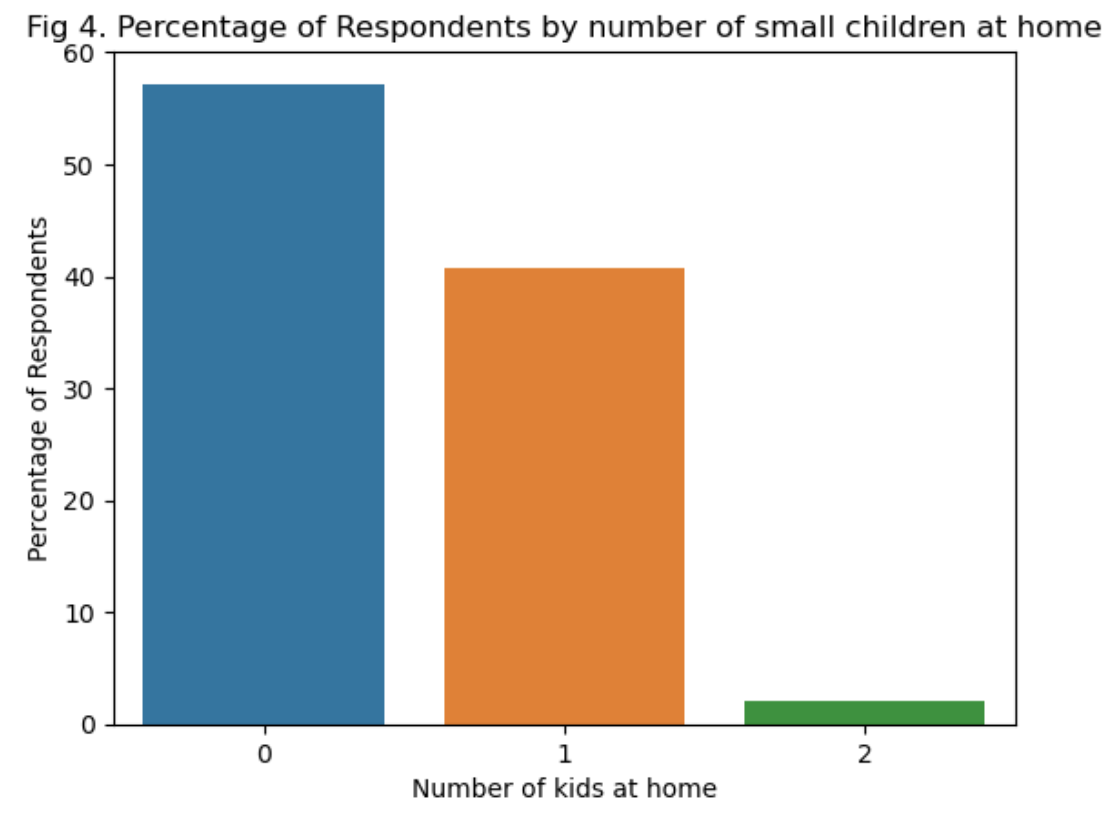 Fig 4. Percentage of Respondents by number of small children at home
Percentage of Respondents
60
50
40
30
20
10
0
0 1 2
Number of kids at home